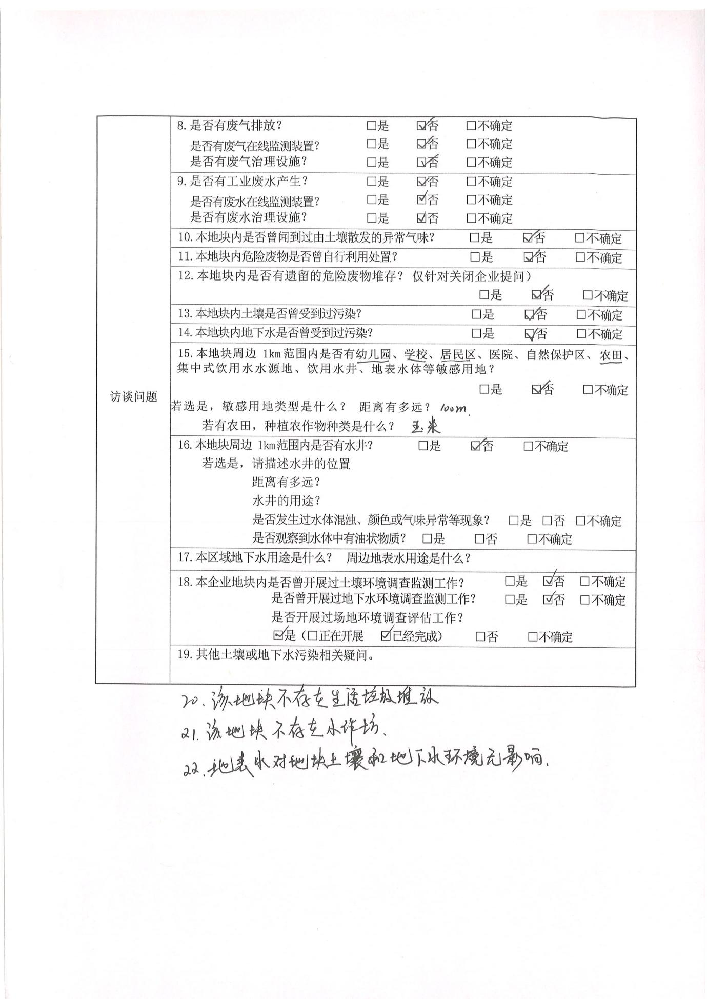 8. 是否有废气排放？ □是 ☑否 □不确定
是否有废气在线监测装置？ □是 ☑否 □不确定
是否有废气治理设施？ □是 ☑否 □不确定
9. 是否有工业废水产生？ □是 ☑否 □不确定
是否有废水在线监测装置？ □是 ☑否 □不确定
是否有废水治理设施？ □是 ☑否 □不确定
10. 本地块内是否曾闻到过由土壤散发的异常气味？ □是 ☑否 □不确定
11. 本地块内危险废物是否曾自行利用处置？ □是 ☑否 □不确定
12. 本地块内是否有遗留的危险废物堆存？ 仅针对关闭企业提问）
□是 ☑否 □不确定
13. 本地块内土壤是否曾受到过污染？ □是 ☑否 □不确定
14. 本地块内地下水是否曾受到过污染？ □是 ☑否 □不确定
15. 本地块周边 1km 范围内是否有幼儿园、学校、居民区、医院、自然保护区、农田、
集中式饮用水水源地、饮用水井、地表水体等敏感用地？
□是 ☑否 □不确定
访谈问题
若选是，敏感用地类型是什么？ 距离有多远？ 100m.
若有农田，种植农作物种类是什么？ 玉米
16. 本地块周边 1km 范围内是否有水井？ □是 ☑否 □不确定
若选是，请描述水井的位置
距离有多远？
水井的用途？
是否发生过水体混浊、颜色或气味异常等现象？ □是 □否 □不确定
是否观察到水体中有油状物质？ □是 □否 □不确定
17. 本区域地下水用途是什么？ 周边地表水用途是什么？
18. 本企业地块内是否曾开展过土壤环境调查监测工作？ □是 ☑否 □不确定
是否曾开展过地下水环境调查监测工作？ □是 ☑否 □不确定
是否开展过场地环境调查评估工作？
☑是（□正在开展 ☑已经完成） □否 □不确定
19. 其他土壤或地下水污染相关疑问。
20. 该地块不存在生活垃圾堆放
21. 该地块不存在小作坊.
22. 地表水对地块土壤和地下水环境无影响.